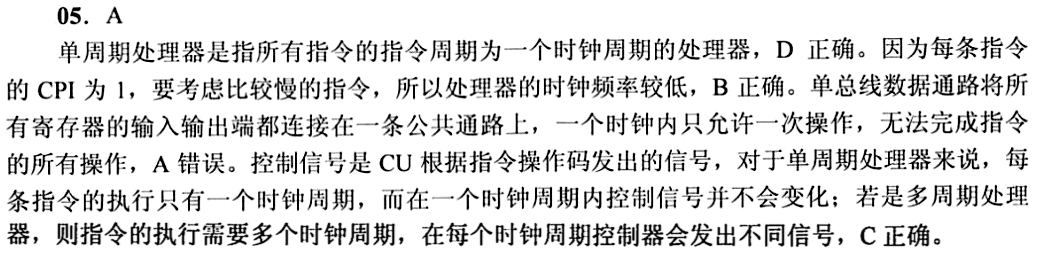 05. A
单周期处理器是指所有指令的指令周期为一个时钟周期的处理器，D 正确。因为每条指令
的 CPI 为 1，要考虑比较慢的指令，所以处理器的时钟频率较低，B 正确。单总线数据通路将所
有寄存器的输入输出端都连接在一条公共通路上，一个时钟内只允许一次操作，无法完成指令
的所有操作，A 错误。控制信号是 CU 根据指令操作码发出的信号，对于单周期处理器来说，每
条指令的执行只有一个时钟周期，而在一个时钟周期内控制信号并不会变化；若是多周期处理
器，则指令的执行需要多个时钟周期，在每个时钟周期控制器会发出不同信号，C 正确。